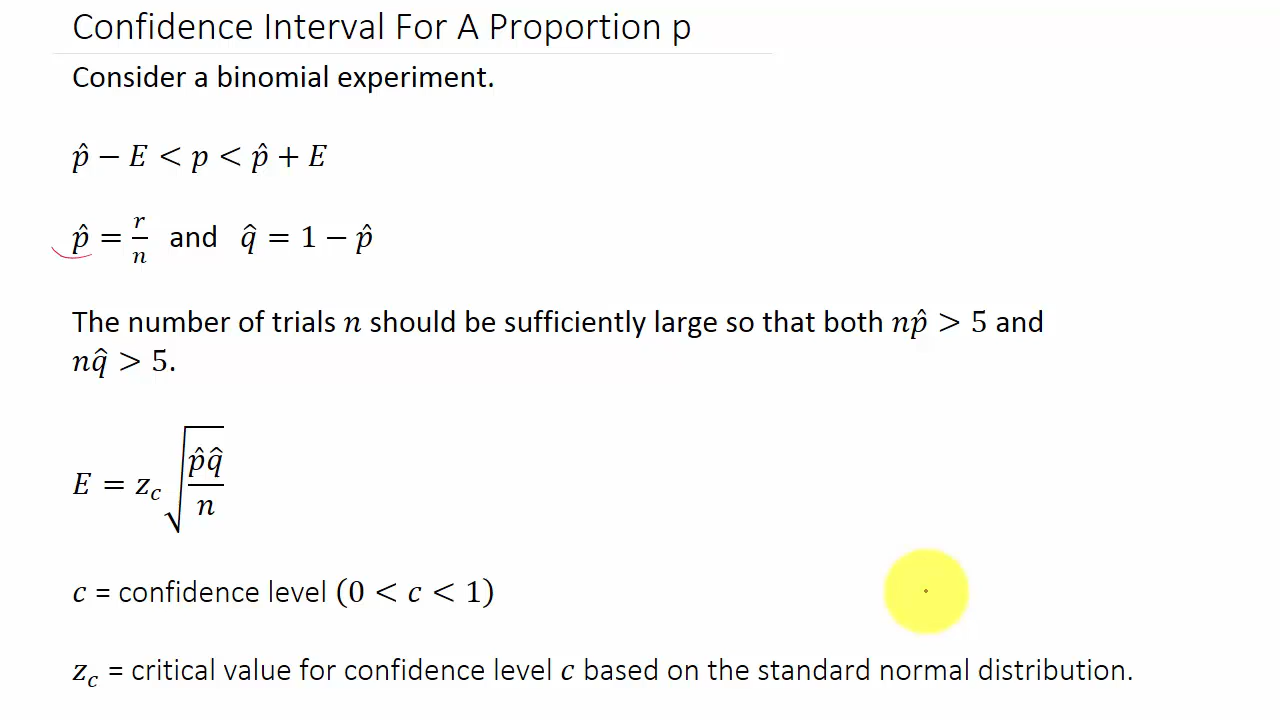 Confidence Interval For A Proportion p
Consider a binomial experiment.
p̂ − E < p < p̂ + E
p̂ = r/n and q̂ = 1 − p̂
The number of trials n should be sufficiently large so that both np̂ > 5 and
nq̂ > 5.
E = z_c √(p̂q̂/n)
c = confidence level (0 < c < 1)
z_c = critical value for confidence level c based on the standard normal distribution.